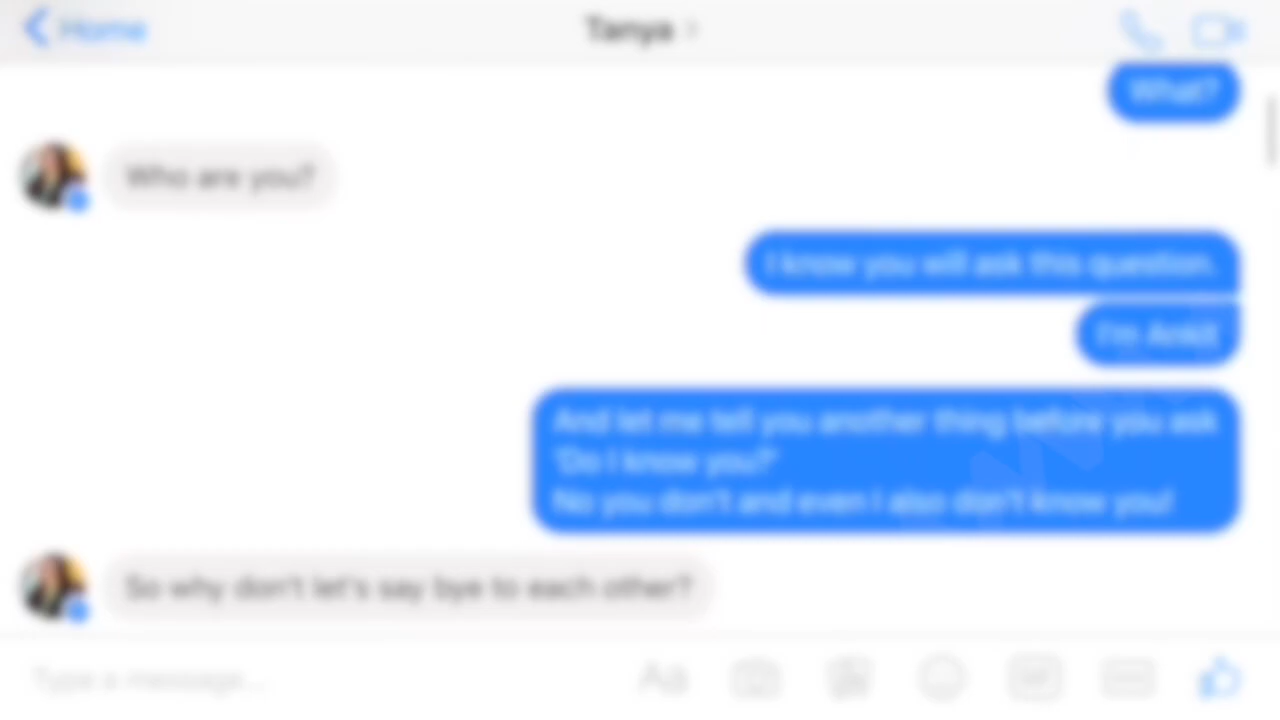 Home
Tanya
What?
Who are you?
I know you will ask this question.
I'm Ankit
And let me tell you another thing before you ask
'Do I know you?'
No you don't and even I also don't know you!
So why don't let's say bye to each other?
Type a message...
Aa
GIF